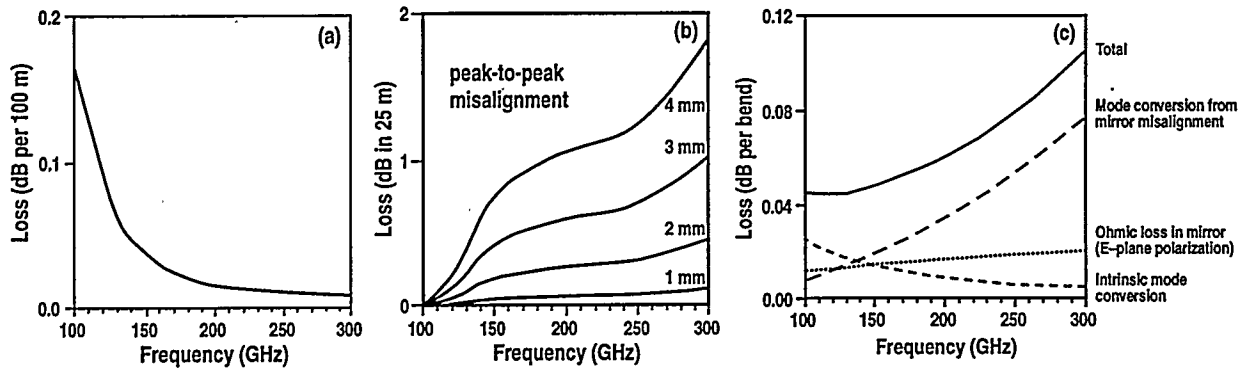 (a)
0.2
0.1
0.0
Loss (dB per 100 m)
100
150
200
250
300
Frequency (GHz)
(b)
2
1
0
Loss (dB in 25 m)
peak-to-peak
misalignment
4 mm
3 mm
2 mm
1 mm
100
150
200
250
300
Frequency (GHz)
(c)
0.12
0.08
0.04
0.00
Loss (dB per bend)
100
150
200
250
300
Frequency (GHz)
Total
Mode conversion from
mirror misalignment
Ohmic loss in mirror
(E–plane polarization)
Intrinsic mode
conversion